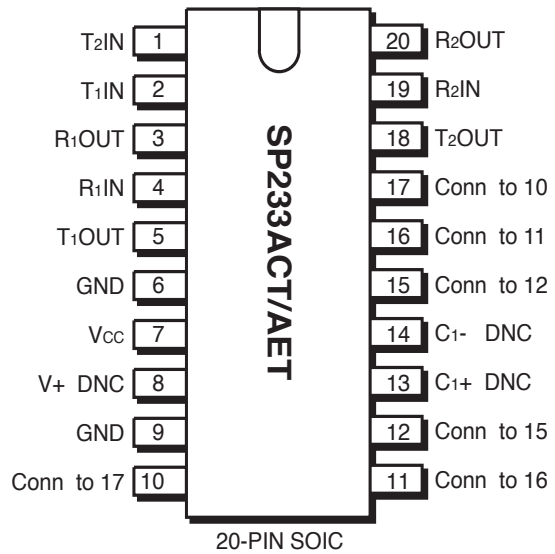 T2IN 1
T1IN 2
R1OUT 3
R1IN 4
T1OUT 5
GND 6
VCC 7
V+ DNC 8
GND 9
Conn to 17 10
SP233ACT/AET
20 R2OUT
19 R2IN
18 T2OUT
17 Conn to 10
16 Conn to 11
15 Conn to 12
14 C1- DNC
13 C1+ DNC
12 Conn to 15
11 Conn to 16
20-PIN SOIC